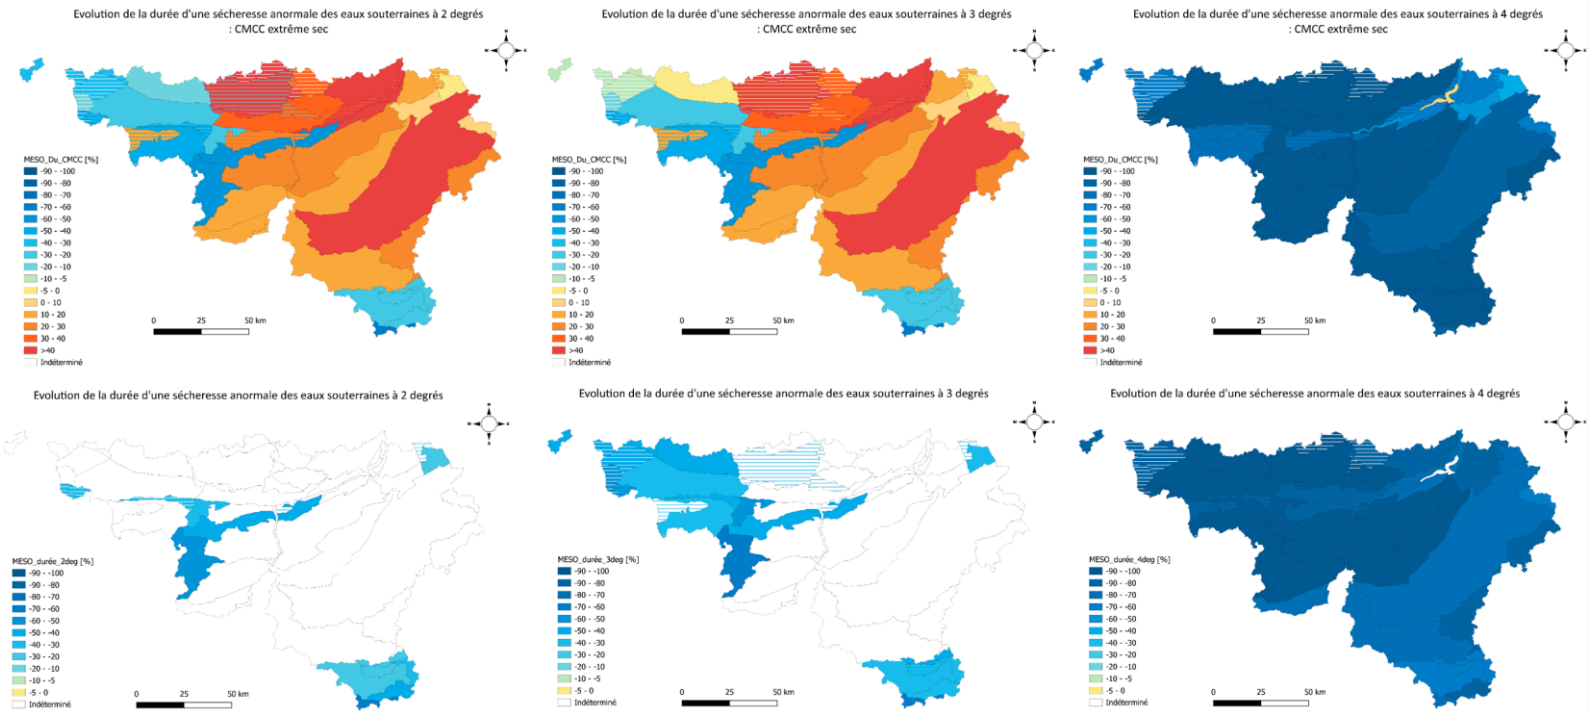 Evolution de la durée d'une sécheresse anormale des eaux souterraines à 2 degrés
: CMCC extrême sec
N
W
E
S
MESO_Du_CMCC [%]
-90 - -100
-90 - -80
-80 - -70
-70 - -60
-60 - -50
-50 - -40
-40 - -30
-30 - -20
-20 - -10
-10 - -5
-5 - 0
0 - 10
10 - 20
20 - 30
30 - 40
>40
Indéterminé
0 25 50 km
Evolution de la durée d'une sécheresse anormale des eaux souterraines à 3 degrés
: CMCC extrême sec
N
W
E
S
MESO_Du_CMCC [%]
-90 - -100
-90 - -80
-80 - -70
-70 - -60
-60 - -50
-50 - -40
-40 - -30
-30 - -20
-20 - -10
-10 - -5
-5 - 0
0 - 10
10 - 20
20 - 30
30 - 40
>40
Indéterminé
0 25 50 km
Evolution de la durée d'une sécheresse anormale des eaux souterraines à 4 degrés
: CMCC extrême sec
N
W
E
S
MESO_Du_CMCC [%]
-90 - -100
-90 - -80
-80 - -70
-70 - -60
-60 - -50
-50 - -40
-40 - -30
-30 - -20
-20 - -10
-10 - -5
-5 - 0
0 - 10
10 - 20
20 - 30
30 - 40
>40
Indéterminé
0 25 50 km
Evolution de la durée d'une sécheresse anormale des eaux souterraines à 2 degrés
N
W
E
S
MESO_durée_2deg [%]
-90 - -100
-90 - -80
-80 - -70
-70 - -60
-60 - -50
-50 - -40
-40 - -30
-30 - -20
-20 - -10
-10 - -5
-5 - 0
Indéterminé
0 25 50 km
Evolution de la durée d'une sécheresse anormale des eaux souterraines à 3 degrés
N
W
E
S
MESO_durée_3deg [%]
-90 - -100
-90 - -80
-80 - -70
-70 - -60
-60 - -50
-50 - -40
-40 - -30
-30 - -20
-20 - -10
-10 - -5
-5 - 0
Indéterminé
0 25 50 km
Evolution de la durée d'une sécheresse anormale des eaux souterraines à 4 degrés
N
W
E
S
MESO_durée_4deg [%]
-90 - -100
-90 - -80
-80 - -70
-70 - -60
-60 - -50
-50 - -40
-40 - -30
-30 - -20
-20 - -10
-10 - -5
-5 - 0
Indéterminé
0 25 50 km